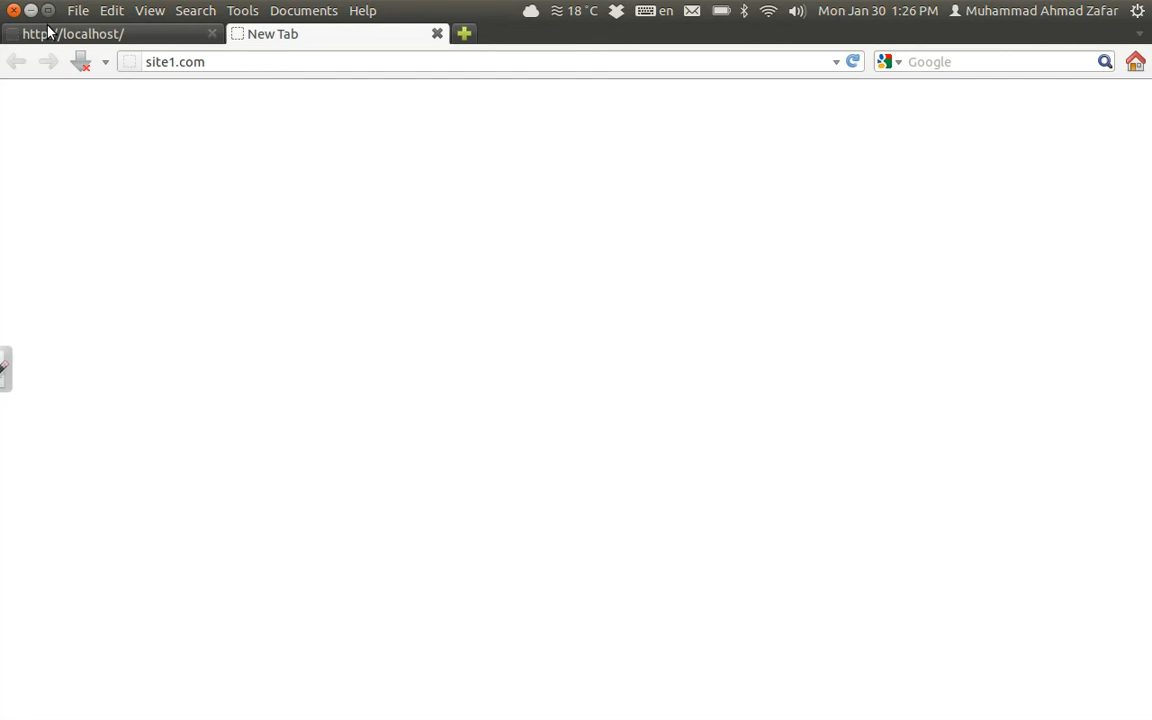 File Edit View Search Tools Documents Help 18 °C en Mon Jan 30 1:26 PM Muhammad Ahmad Zafar
http://localhost/ New Tab
site1.com Google